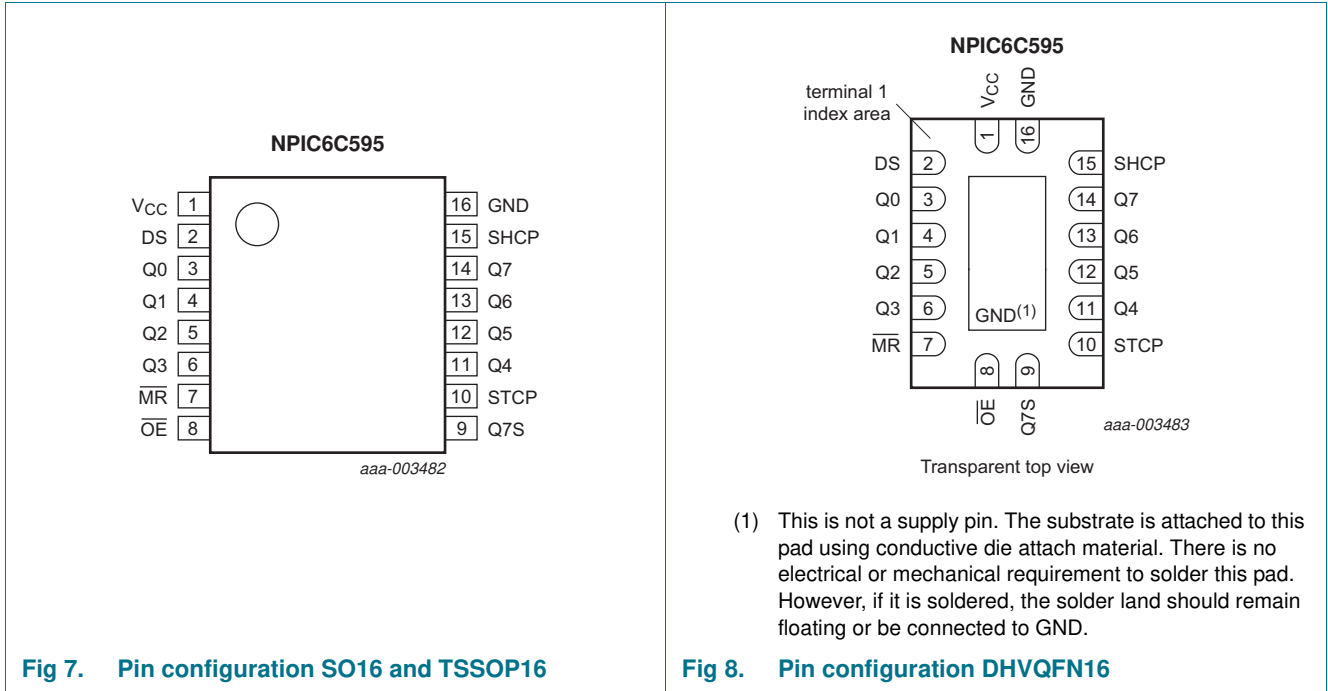 NPIC6C595
VCC 1
DS 2
Q0 3
Q1 4
Q2 5
Q3 6
MR 7
OE 8
16 GND
15 SHCP
14 Q7
13 Q6
12 Q5
11 Q4
10 STCP
9 Q7S
aaa-003482
Fig 7. Pin configuration SO16 and TSSOP16
NPIC6C595
terminal 1
index area
VCC
GND
1
16
DS 2
Q0 3
Q1 4
Q2 5
Q3 6
MR 7
15 SHCP
14 Q7
13 Q6
12 Q5
11 Q4
10 STCP
GND(1)
8
9
OE
Q7S
aaa-003483
Transparent top view
(1) This is not a supply pin. The substrate is attached to this
pad using conductive die attach material. There is no
electrical or mechanical requirement to solder this pad.
However, if it is soldered, the solder land should remain
floating or be connected to GND.
Fig 8. Pin configuration DHVQFN16